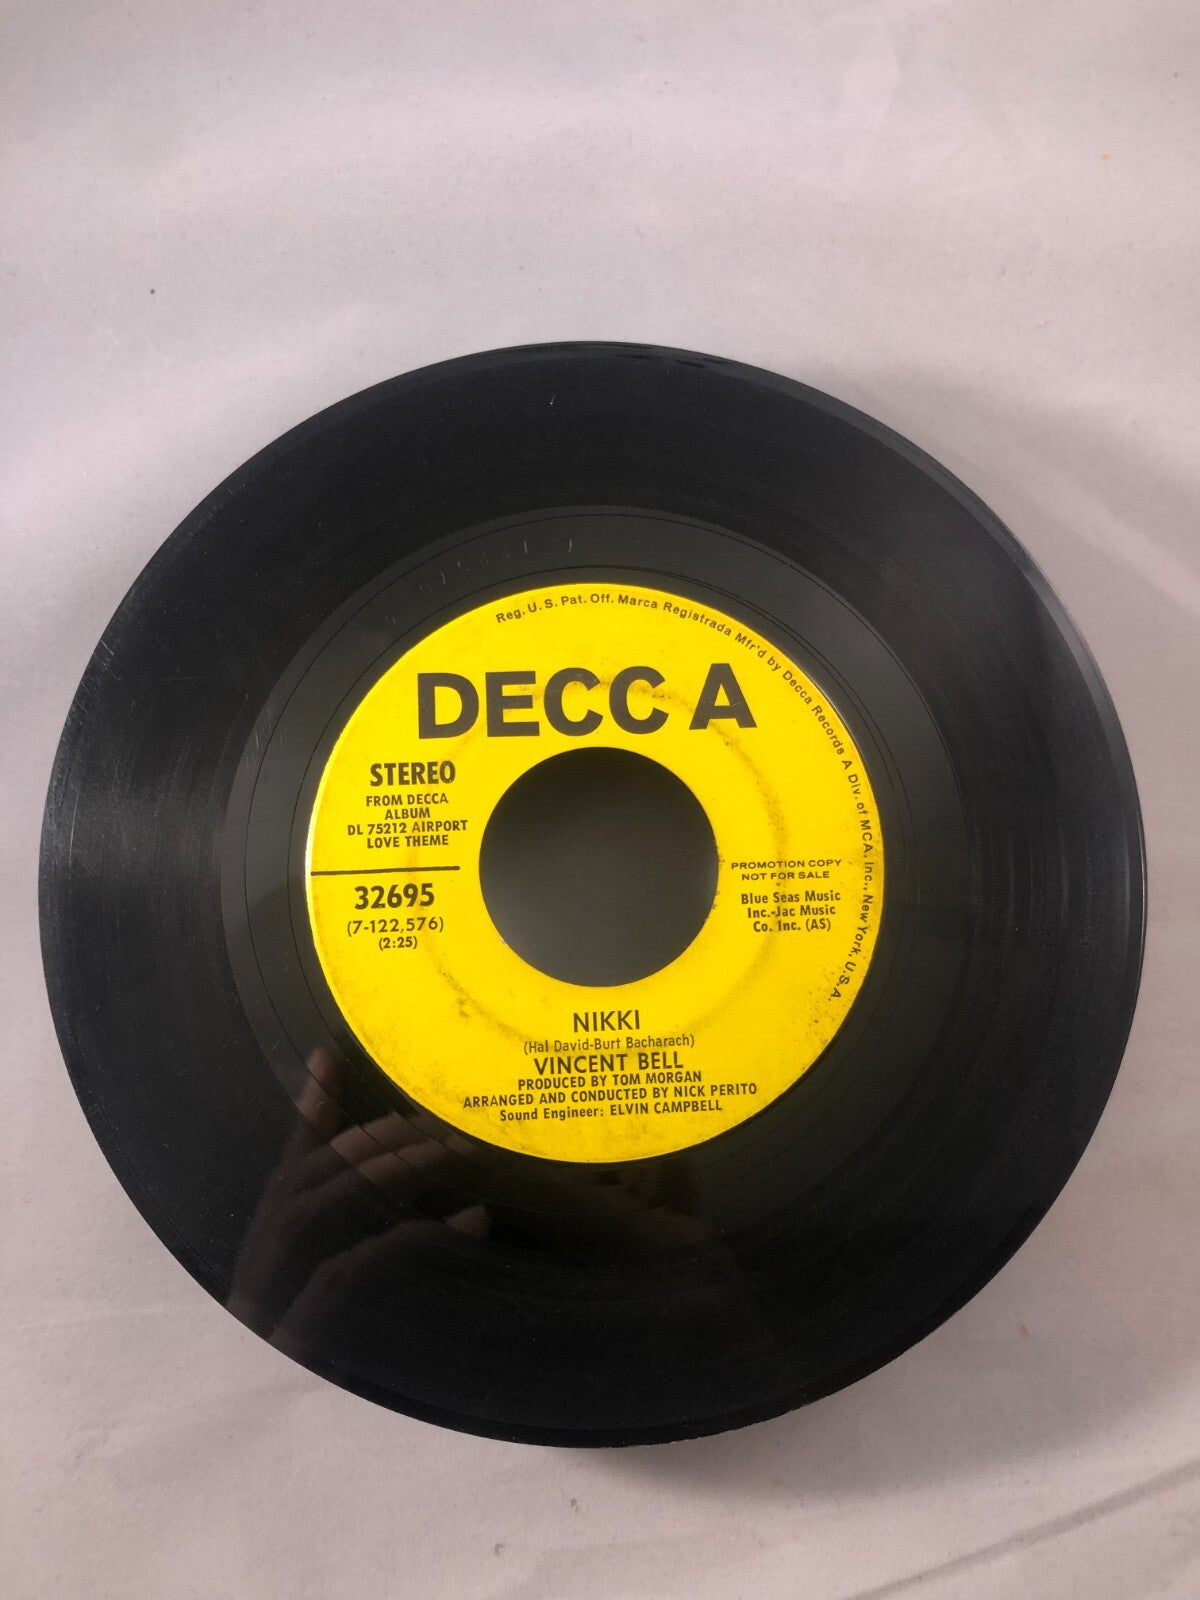 Reg. U.S. Pat. Off. Marca Registrada Mfr'd by Decca Records A Div. of MCA, Inc., New York, U.S.A.
DECCA
STEREO
FROM DECCA
ALBUM
DL 75212 AIRPORT
LOVE THEME
32695
(7-122,576)
(2:25)
PROMOTION COPY
NOT FOR SALE
Blue Seas Music
Inc.-Jac Music
Co. Inc. (AS)
NIKKI
(Hal David-Burt Bacharach)
VINCENT BELL
PRODUCED BY TOM MORGAN
ARRANGED AND CONDUCTED BY NICK PERITO
Sound Engineer: ELVIN CAMPBELL